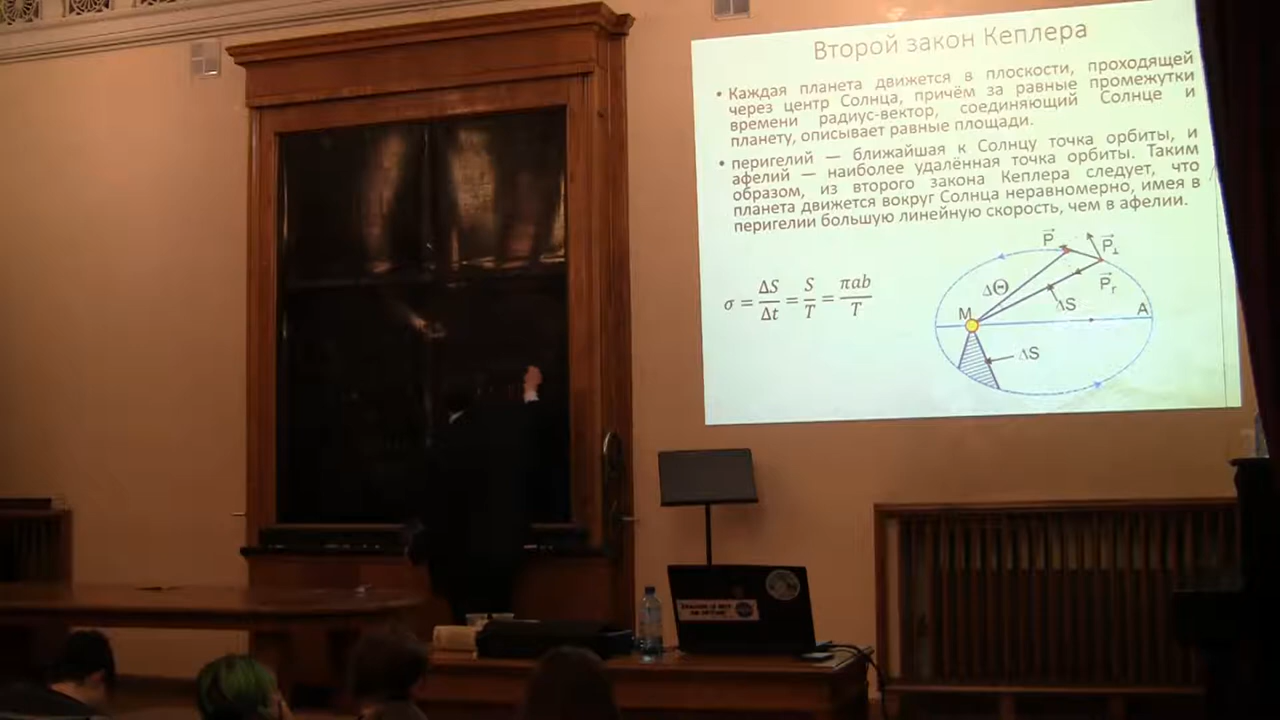 Второй закон Кеплера
• Каждая планета движется в плоскости, проходящей
через центр Солнца, причём за равные промежутки
времени радиус-вектор, соединяющий Солнце и
планету, описывает равные площади.
• перигелий — ближайшая к Солнцу точка орбиты, и
афелий — наиболее удалённая точка орбиты. Таким
образом, из второго закона Кеплера следует, что
планета движется вокруг Солнца неравномерно, имея в
перигелии большую линейную скорость, чем в афелии.
σ = ΔS/Δt = S/T = πab/T
P
P⊥
Pr
ΔΘ
ΔS
M
A
ΔS